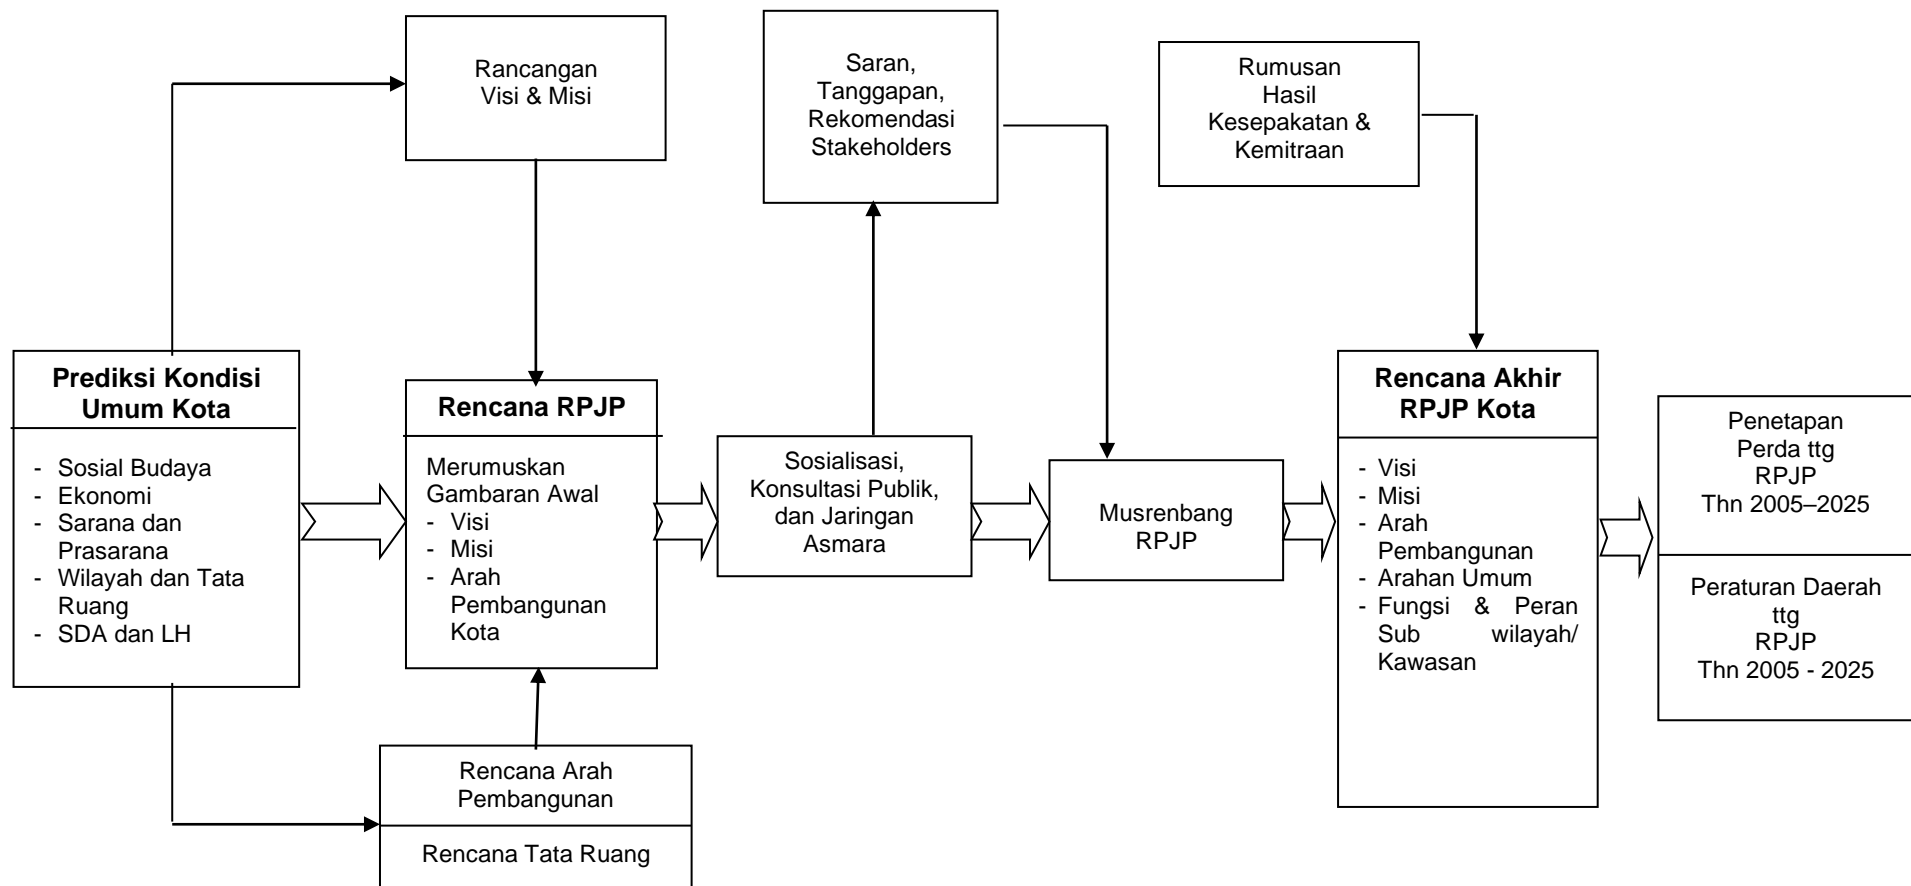 Rancangan
Visi & Misi
Saran,
Tanggapan,
Rekomendasi
Stakeholders
Rumusan
Hasil
Kesepakatan &
Kemitraan
Prediksi Kondisi
Umum Kota
- Sosial Budaya
- Ekonomi
- Sarana dan
Prasarana
- Wilayah dan Tata
Ruang
- SDA dan LH
Rencana RPJP
Merumuskan
Gambaran Awal
- Visi
- Misi
- Arah
Pembangunan
Kota
Sosialisasi,
Konsultasi Publik,
dan Jaringan
Asmara
Musrenbang
RPJP
Rencana Akhir
RPJP Kota
- Visi
- Misi
- Arah
Pembangunan
- Arahan Umum
- Fungsi & Peran
Sub wilayah/
Kawasan
Penetapan
Perda ttg
RPJP
Thn 2005–2025
Peraturan Daerah
ttg
RPJP
Thn 2005 - 2025
Rencana Arah
Pembangunan
Rencana Tata Ruang